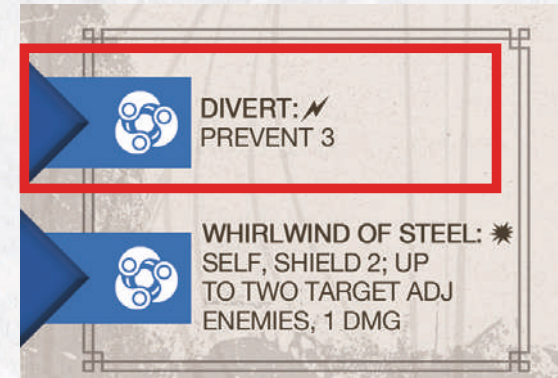 DIVERT:
PREVENT 3
WHIRLWIND OF STEEL:
SELF, SHIELD 2; UP
TO TWO TARGET ADJ
ENEMIES, 1 DMG